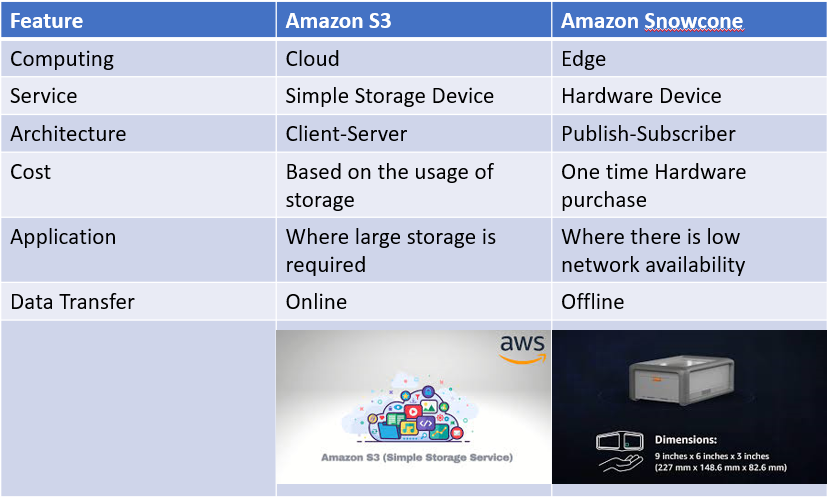 Feature Amazon S3 Amazon Snowcone
Computing Cloud Edge
Service Simple Storage Device Hardware Device
Architecture Client-Server Publish-Subscriber
Cost Based on the usage of One time Hardware
storage purchase
Application Where large storage is Where there is low
required network availability
Data Transfer Online Offline
aws
Amazon S3 (Simple Storage Service)
Dimensions:
9 inches x 6 inches x 3 inches
(227 mm x 148.6 mm x 82.6 mm)